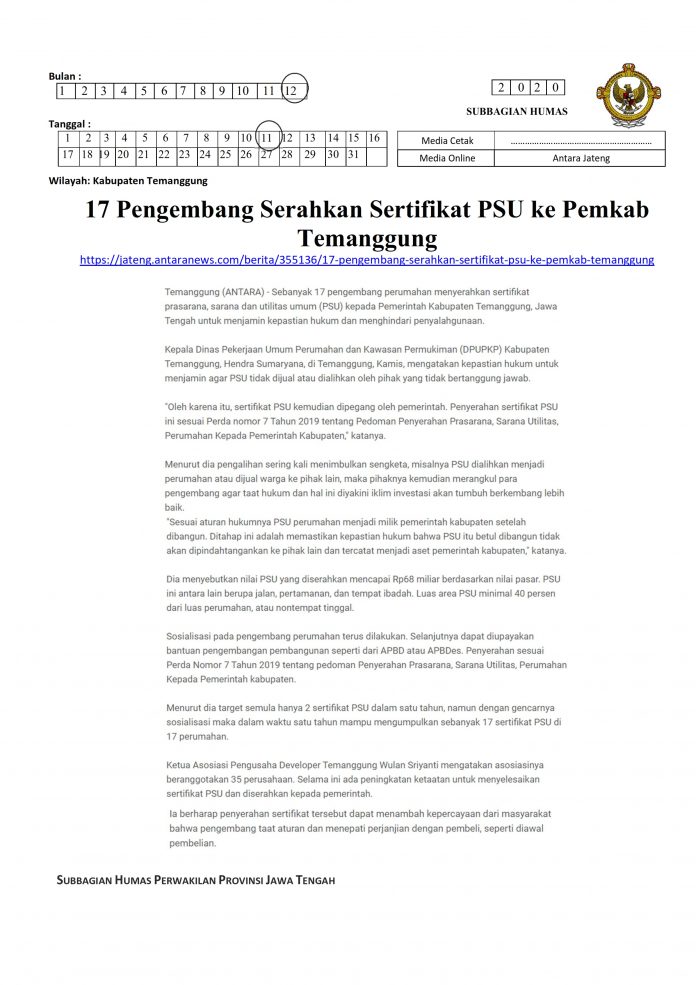 Bulan :
1 2 3 4 5 6 7 8 9 10 11 12
2 0 2 0
SUBBAGIAN HUMAS
Tanggal :
1 2 3 4 5 6 7 8 9 10 11 12 13 14 15 16
17 18 19 20 21 22 23 24 25 26 27 28 29 30 31
Media Cetak ................................................................
Media Online Antara Jateng
Wilayah: Kabupaten Temanggung
17 Pengembang Serahkan Sertifikat PSU ke Pemkab
Temanggung
https://jateng.antaranews.com/berita/355136/17-pengembang-serahkan-sertifikat-psu-ke-pemkab-temanggung
Temanggung (ANTARA) - Sebanyak 17 pengembang perumahan menyerahkan sertifikat
prasarana, sarana dan utilitas umum (PSU) kepada Pemerintah Kabupaten Temanggung, Jawa
Tengah untuk menjamin kepastian hukum dan menghindari penyalahgunaan.
Kepala Dinas Pekerjaan Umum Perumahan dan Kawasan Permukiman (DPUPKP) Kabupaten
Temanggung, Hendra Sumaryana, di Temanggung, Kamis, mengatakan kepastian hukum untuk
menjamin agar PSU tidak dijual atau dialihkan oleh pihak yang tidak bertanggung jawab.
"Oleh karena itu, sertifikat PSU kemudian dipegang oleh pemerintah. Penyerahan sertifikat PSU
ini sesuai Perda nomor 7 Tahun 2019 tentang Pedoman Penyerahan Prasarana, Sarana Utilitas,
Perumahan Kepada Pemerintah Kabupaten," katanya.
Menurut dia pengalihan sering kali menimbulkan sengketa, misalnya PSU dialihkan menjadi
perumahan atau dijual warga ke pihak lain, maka pihaknya kemudian merangkul para
pengembang agar taat hukum dan hal ini diyakini iklim investasi akan tumbuh berkembang lebih
baik.
"Sesuai aturan hukumnya PSU perumahan menjadi milik pemerintah kabupaten setelah
dibangun. Ditahap ini adalah memastikan kepastian hukum bahwa PSU itu betul dibangun tidak
akan dipindahtangankan ke pihak lain dan tercatat menjadi aset pemerintah kabupaten," katanya.
Dia menyebutkan nilai PSU yang diserahkan mencapai Rp68 miliar berdasarkan nilai pasar. PSU
ini antara lain berupa jalan, pertamanan, dan tempat ibadah. Luas area PSU minimal 40 persen
dari luas perumahan, atau nontempat tinggal.
Sosialisasi pada pengembang perumahan terus dilakukan. Selanjutnya dapat diupayakan
bantuan pengembangan pembangunan seperti dari APBD atau APBDes. Penyerahan sesuai
Perda Nomor 7 Tahun 2019 tentang pedoman Penyerahan Prasarana, Sarana Utilitas, Perumahan
Kepada Pemerintah kabupaten.
Menurut dia target semula hanya 2 sertifikat PSU dalam satu tahun, namun dengan gencarnya
sosialisasi maka dalam waktu satu tahun mampu mengumpulkan sebanyak 17 sertifikat PSU di
17 perumahan.
Ketua Asosiasi Pengusaha Developer Temanggung Wulan Sriyanti mengatakan asosiasinya
beranggotakan 35 perusahaan. Selama ini ada peningkatan ketaatan untuk menyelesaikan
sertifikat PSU dan diserahkan kepada pemerintah.
Ia berharap penyerahan sertifikat tersebut dapat menambah kepercayaan dari masyarakat
bahwa pengembang taat aturan dan menepati perjanjian dengan pembeli, seperti diawal
pembelian.
SUBBAGIAN HUMAS PERWAKILAN PROVINSI JAWA TENGAH